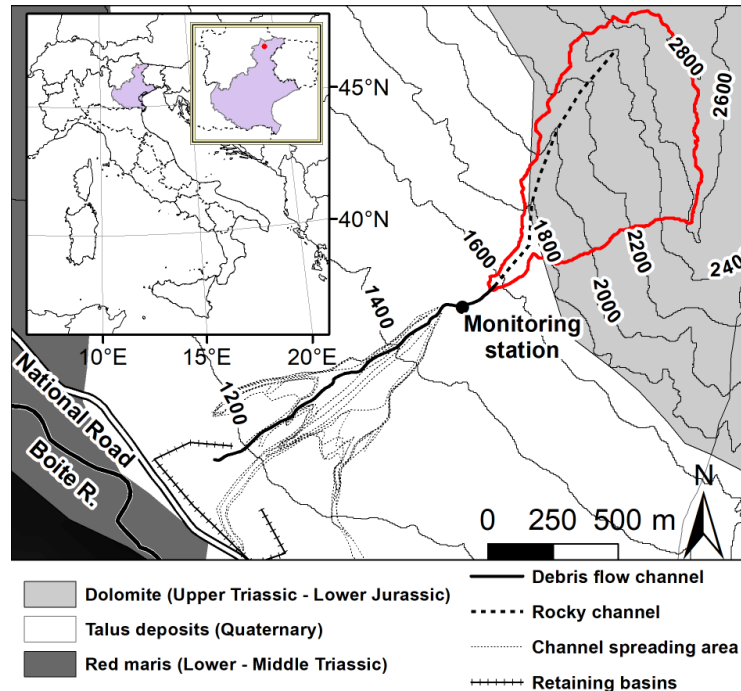 45°N
40°N
10°E
15°E
20°E
2800
2600
1600
1800
2200
240
2000
1400
1200
Monitoring
station
National Road
Boite R.
N
0 250 500 m
Dolomite (Upper Triassic - Lower Jurassic)
Talus deposits (Quaternary)
Red maris (Lower - Middle Triassic)
Debris flow channel
Rocky channel
Channel spreading area
Retaining basins